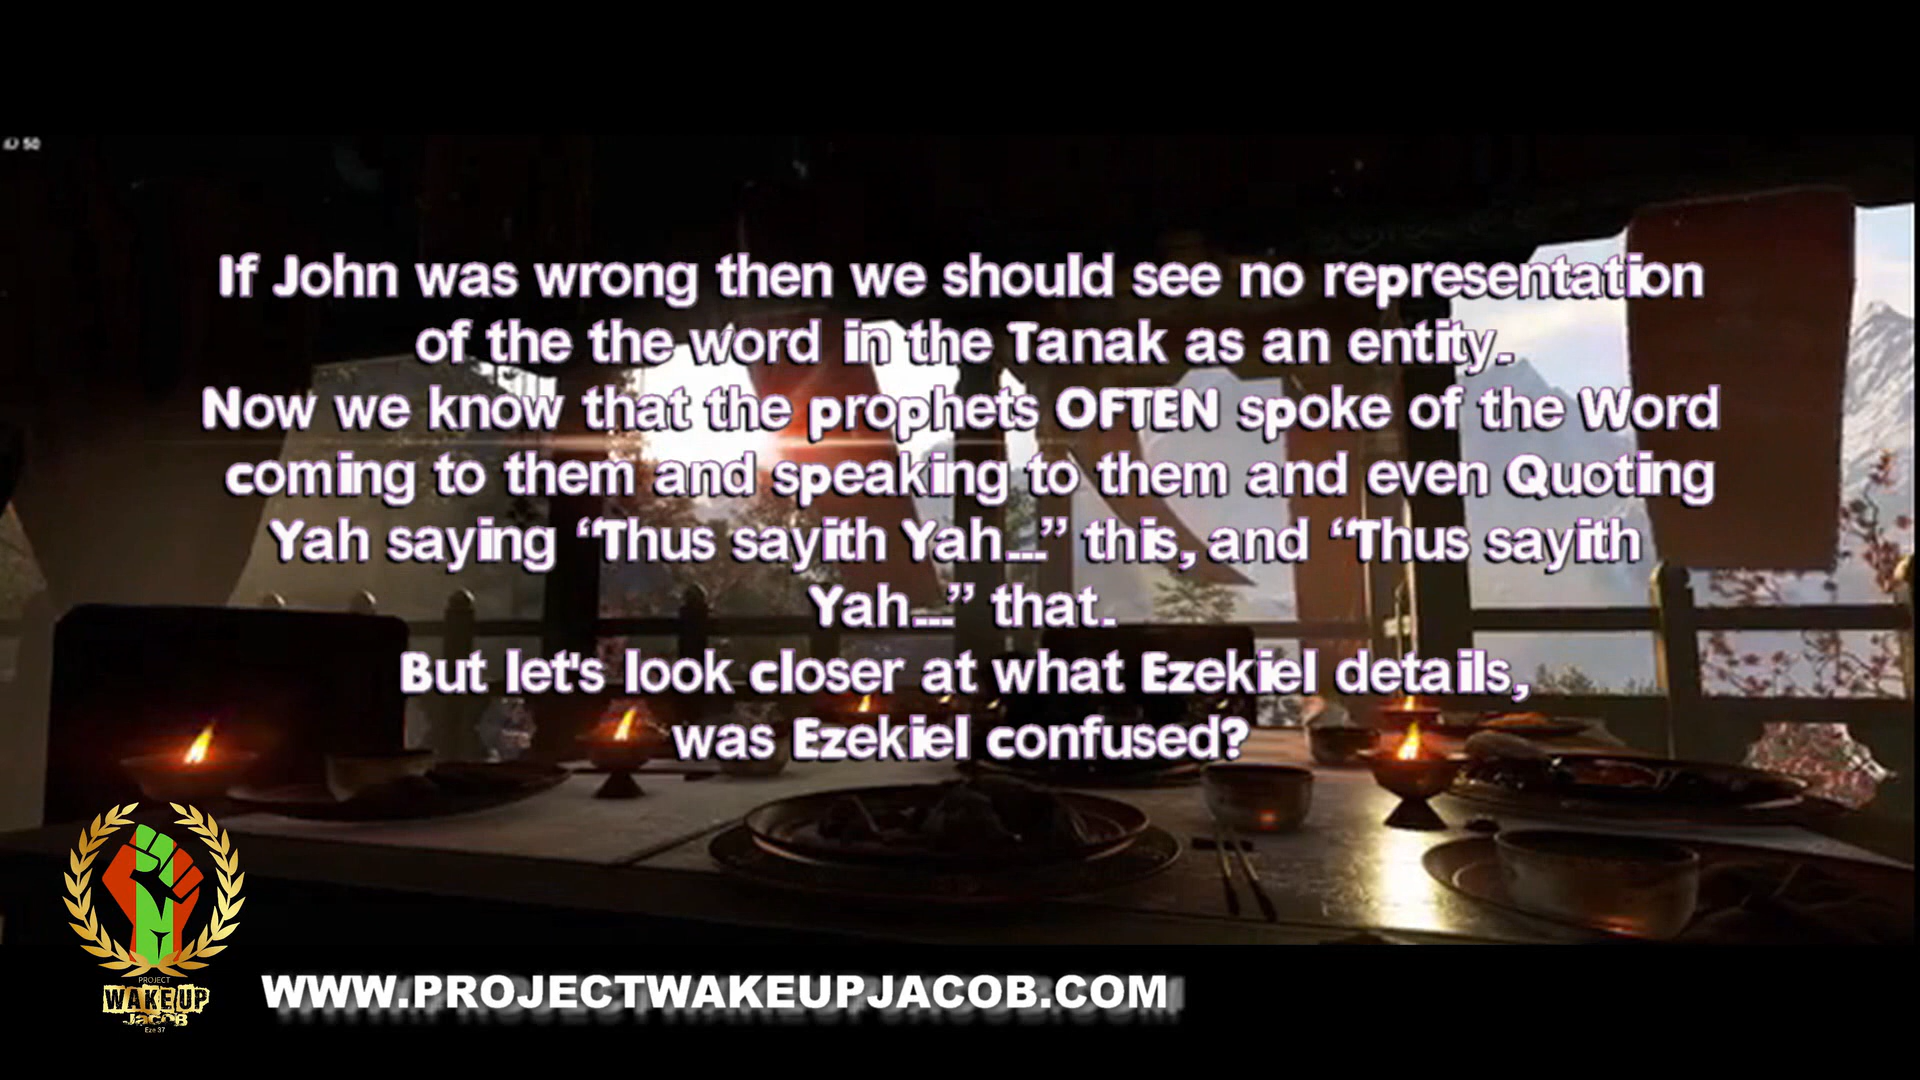 50
If John was wrong then we should see no representation
of the the word in the Tanak as an entity.
Now we know that the prophets OFTEN spoke of the Word
coming to them and speaking to them and even Quoting
Yah saying “Thus sayith Yah...” this, and “Thus sayith
Yah...” that.
But let's look closer at what Ezekiel details,
was Ezekiel confused?
PROJECT
WAKE UP
JACOB
Eze 37
WWW.PROJECTWAKEUPJACOB.COM